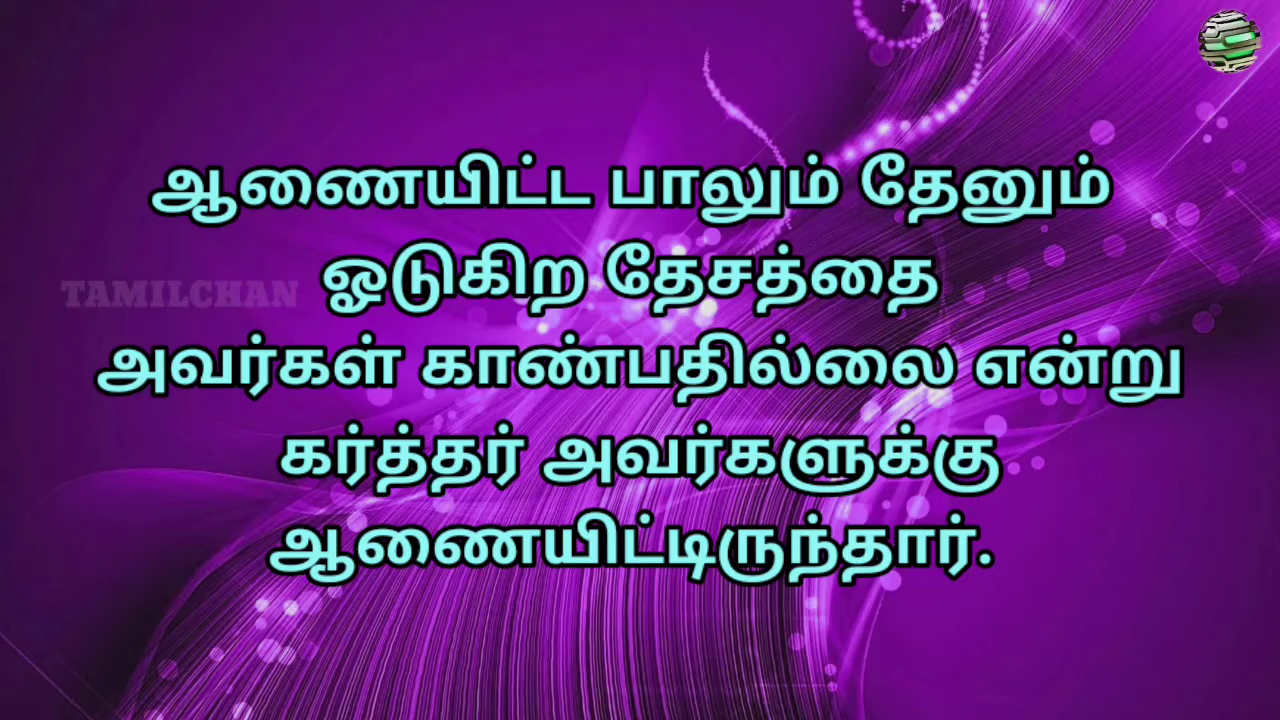 ஆணையிட்ட பாலும் தேனும்
ஓடுகிற தேசத்தை
TAMILCHAN
அவர்கள் காண்பதில்லை என்று
கர்த்தர் அவர்களுக்கு
ஆணையிட்டிருந்தார்.